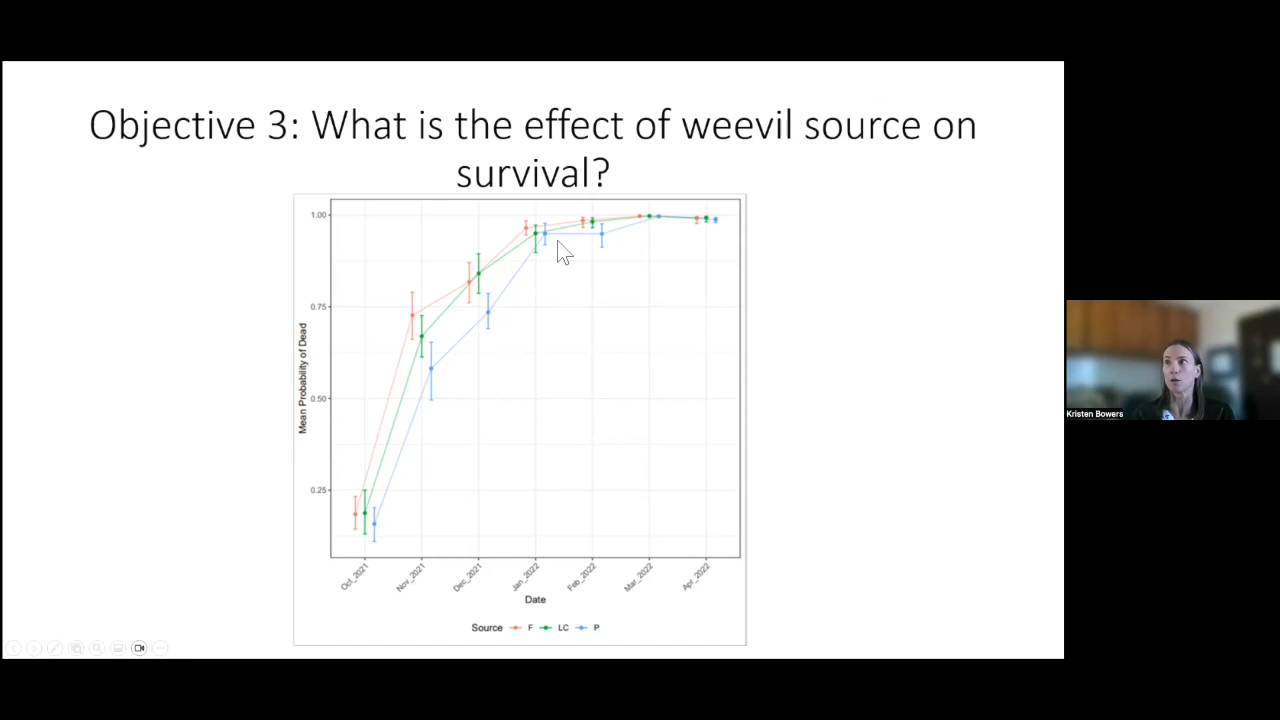 Objective 3: What is the effect of weevil source on
survival?
1.00
0.75
0.50
0.25
Mean Probability of Dead
Oct_2021
Nov_2021
Dec_2021
Jan_2022
Feb_2022
Mar_2022
Apr_2022
Date
Source F LC P
Kristen Bowers